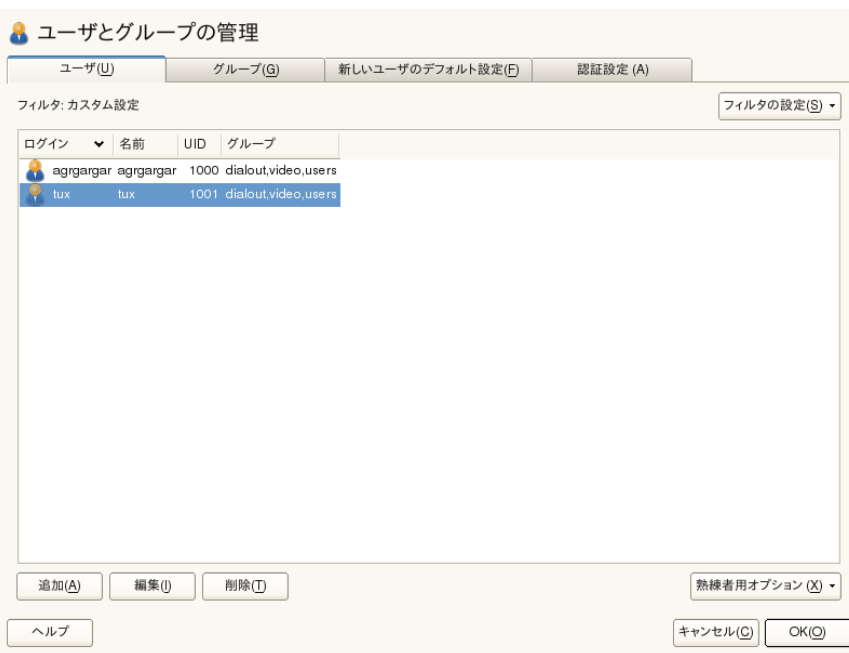 ユーザとグループの管理
ユーザ(U) グループ(G) 新しいユーザのデフォルト設定(F) 認証設定 (A)
フィルタ: カスタム設定 フィルタの設定(S)
ログイン 名前 UID グループ
agrgargar agrgargar 1000 dialout,video,users
tux tux 1001 dialout,video,users
追加(A) 編集(I) 削除(T) 熟練者用オプション (X)
ヘルプ キャンセル(C) OK(O)